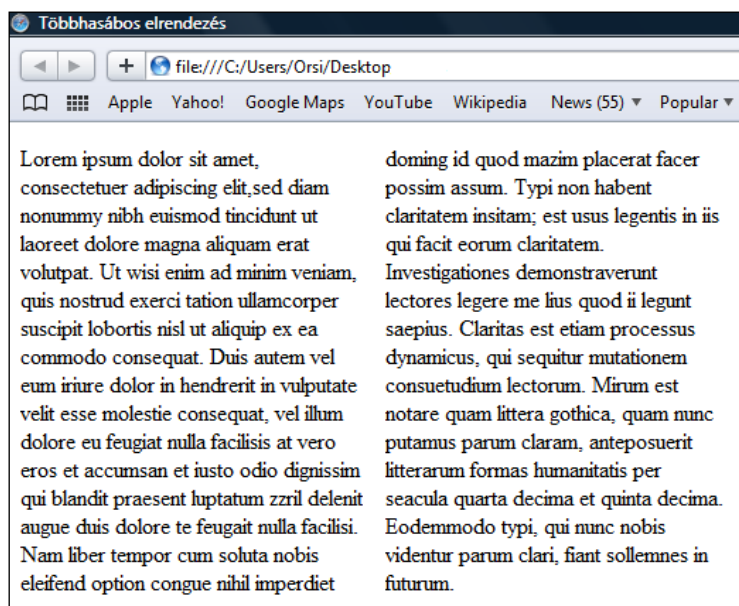 Többhasábos elrendezés
file:///C:/Users/Orsi/Desktop
Apple Yahoo! Google Maps YouTube Wikipedia News (55) ▼ Popular ▼
Lorem ipsum dolor sit amet,
consectetuer adipiscing elit,sed diam
nonummy nibh euismod tincidunt ut
laoreet dolore magna aliquam erat
volutpat. Ut wisi enim ad minim veniam,
quis nostrud exerci tation ullamcorper
suscipit lobortis nisl ut aliquip ex ea
commodo consequat. Duis autem vel
eum iriure dolor in hendrerit in vulputate
velit esse molestie consequat, vel illum
dolore eu feugiat nulla facilisis at vero
eros et accumsan et iusto odio dignissim
qui blandit praesent luptatum zzril delenit
augue duis dolore te feugait nulla facilisi.
Nam liber tempor cum soluta nobis
eleifend option congue nihil imperdiet
doming id quod mazim placerat facer
possim assum. Typi non habent
claritatem insitam; est usus legentis in iis
qui facit eorum claritatem.
Investigationes demonstraverunt
lectores legere me lius quod ii legunt
saepius. Claritas est etiam processus
dynamicus, qui sequitur mutationem
consuetudium lectorum. Mirum est
notare quam littera gothica, quam nunc
putamus parum claram, anteposuerit
litterarum formas humanitatis per
seacula quarta decima et quinta decima.
Eodemmodo typi, qui nunc nobis
videntur parum clari, fiant sollemnes in
futurum.